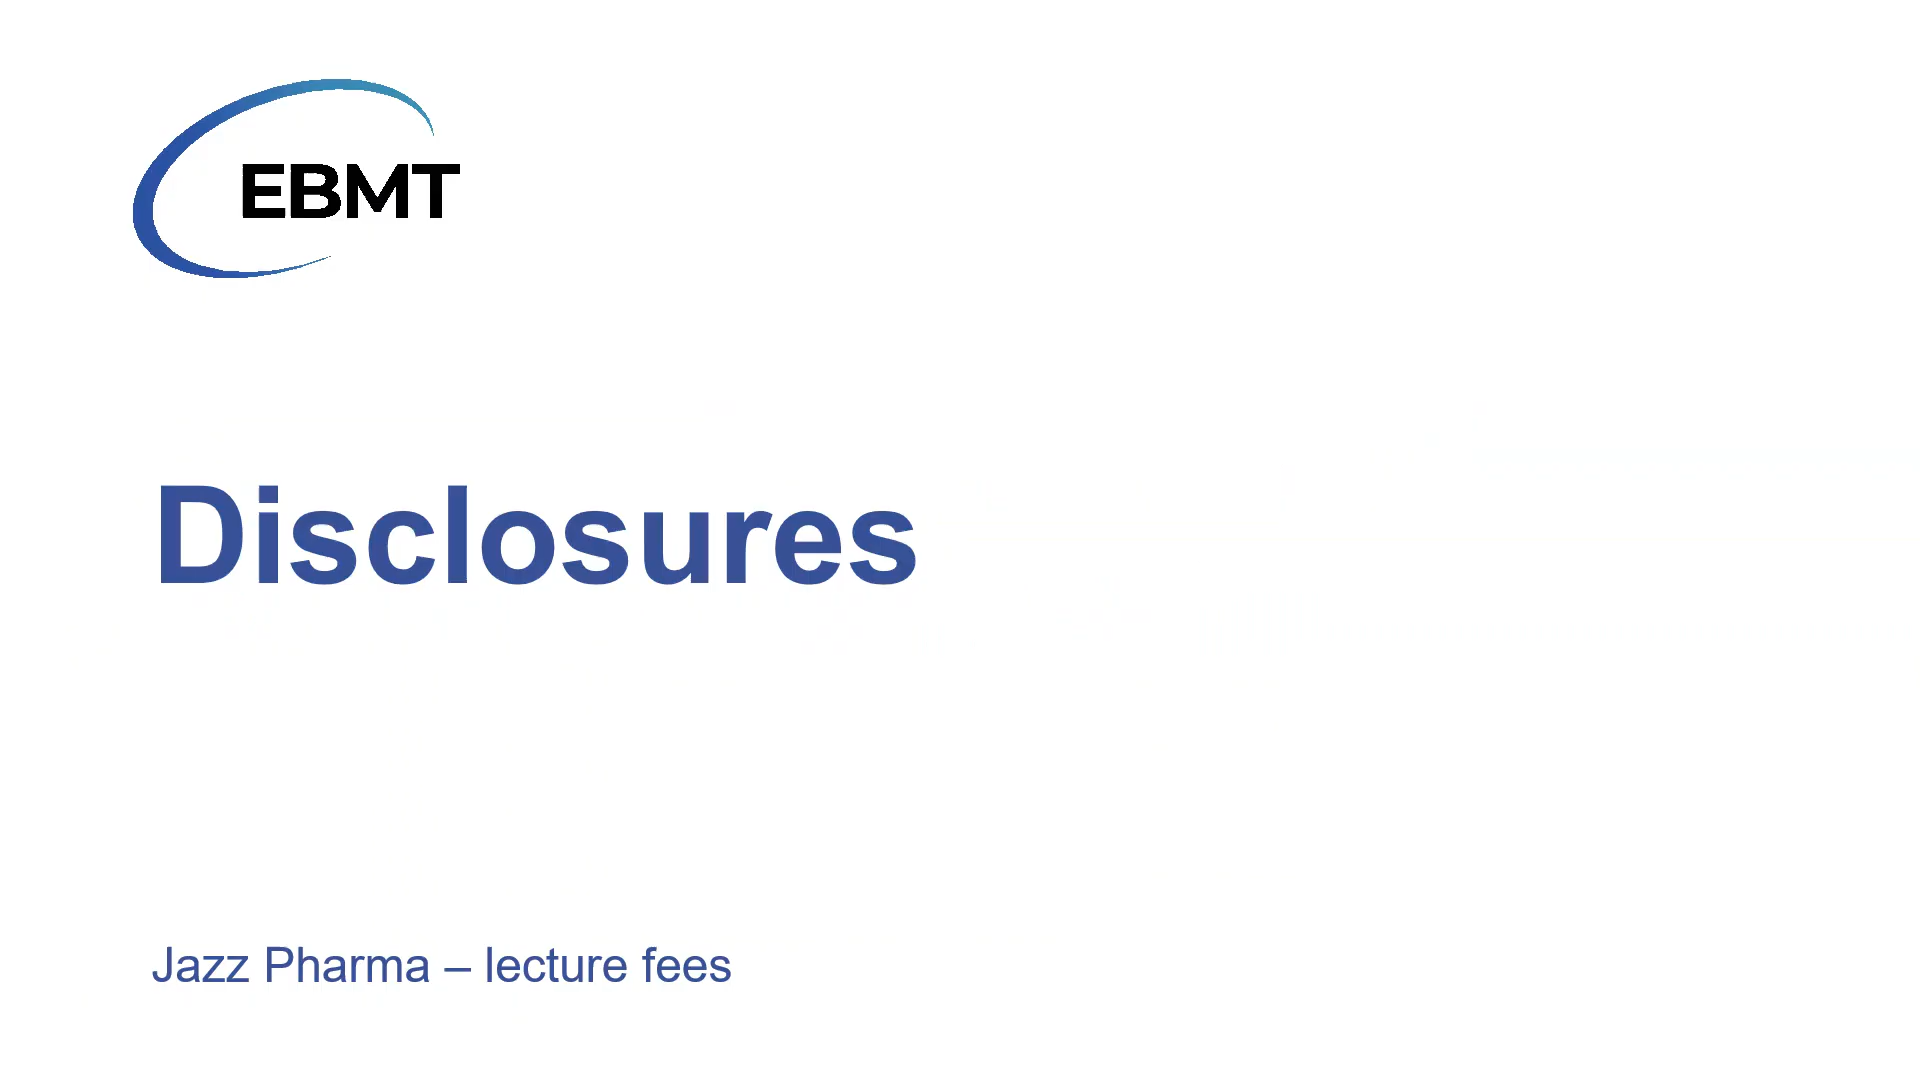 EBMT
Disclosures
Jazz Pharma – lecture fees